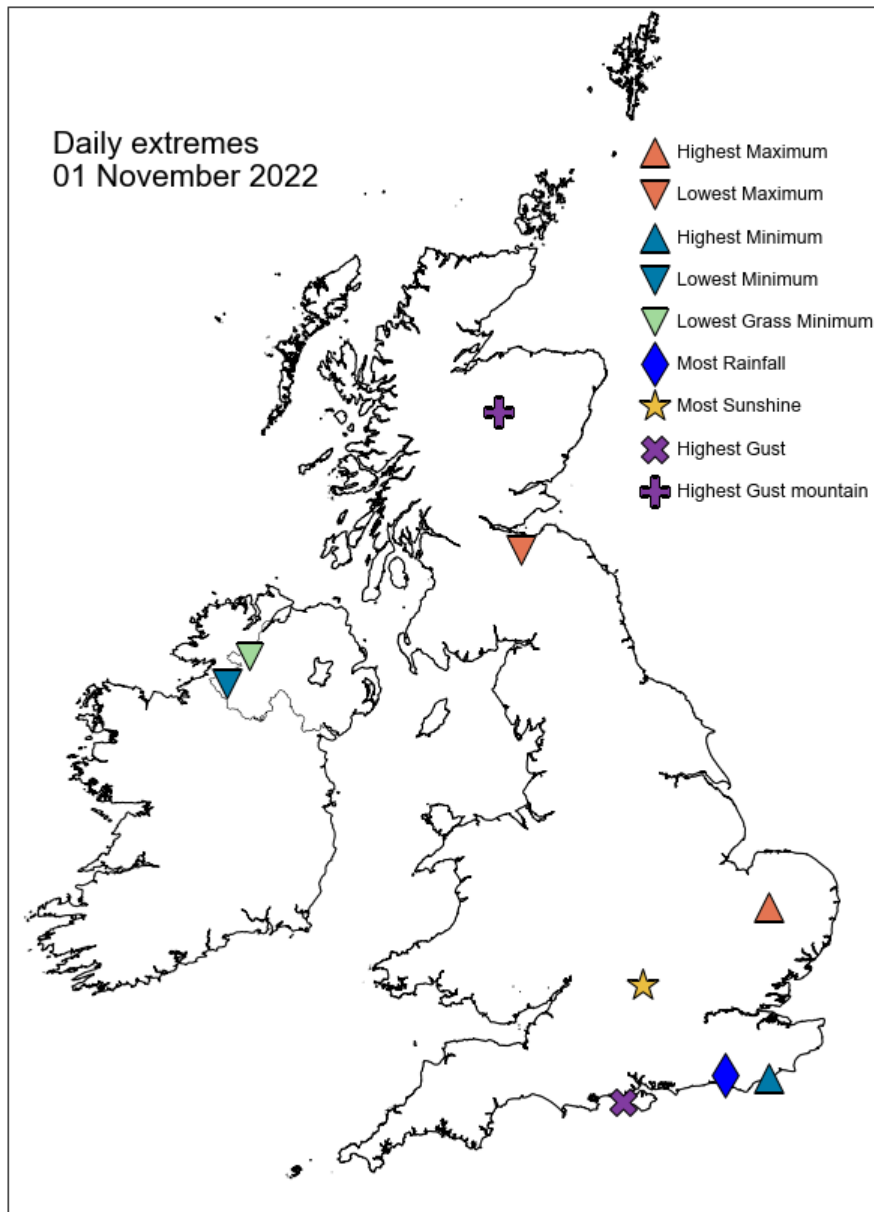 Daily extremes
01 November 2022
Highest Maximum
Lowest Maximum
Highest Minimum
Lowest Minimum
Lowest Grass Minimum
Most Rainfall
Most Sunshine
Highest Gust
Highest Gust mountain